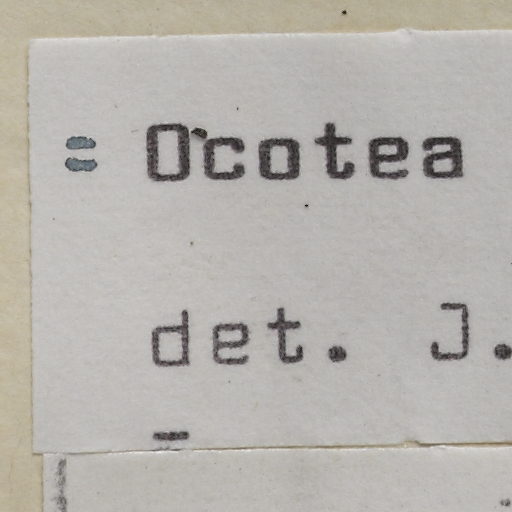 = Ocotea
det. J.